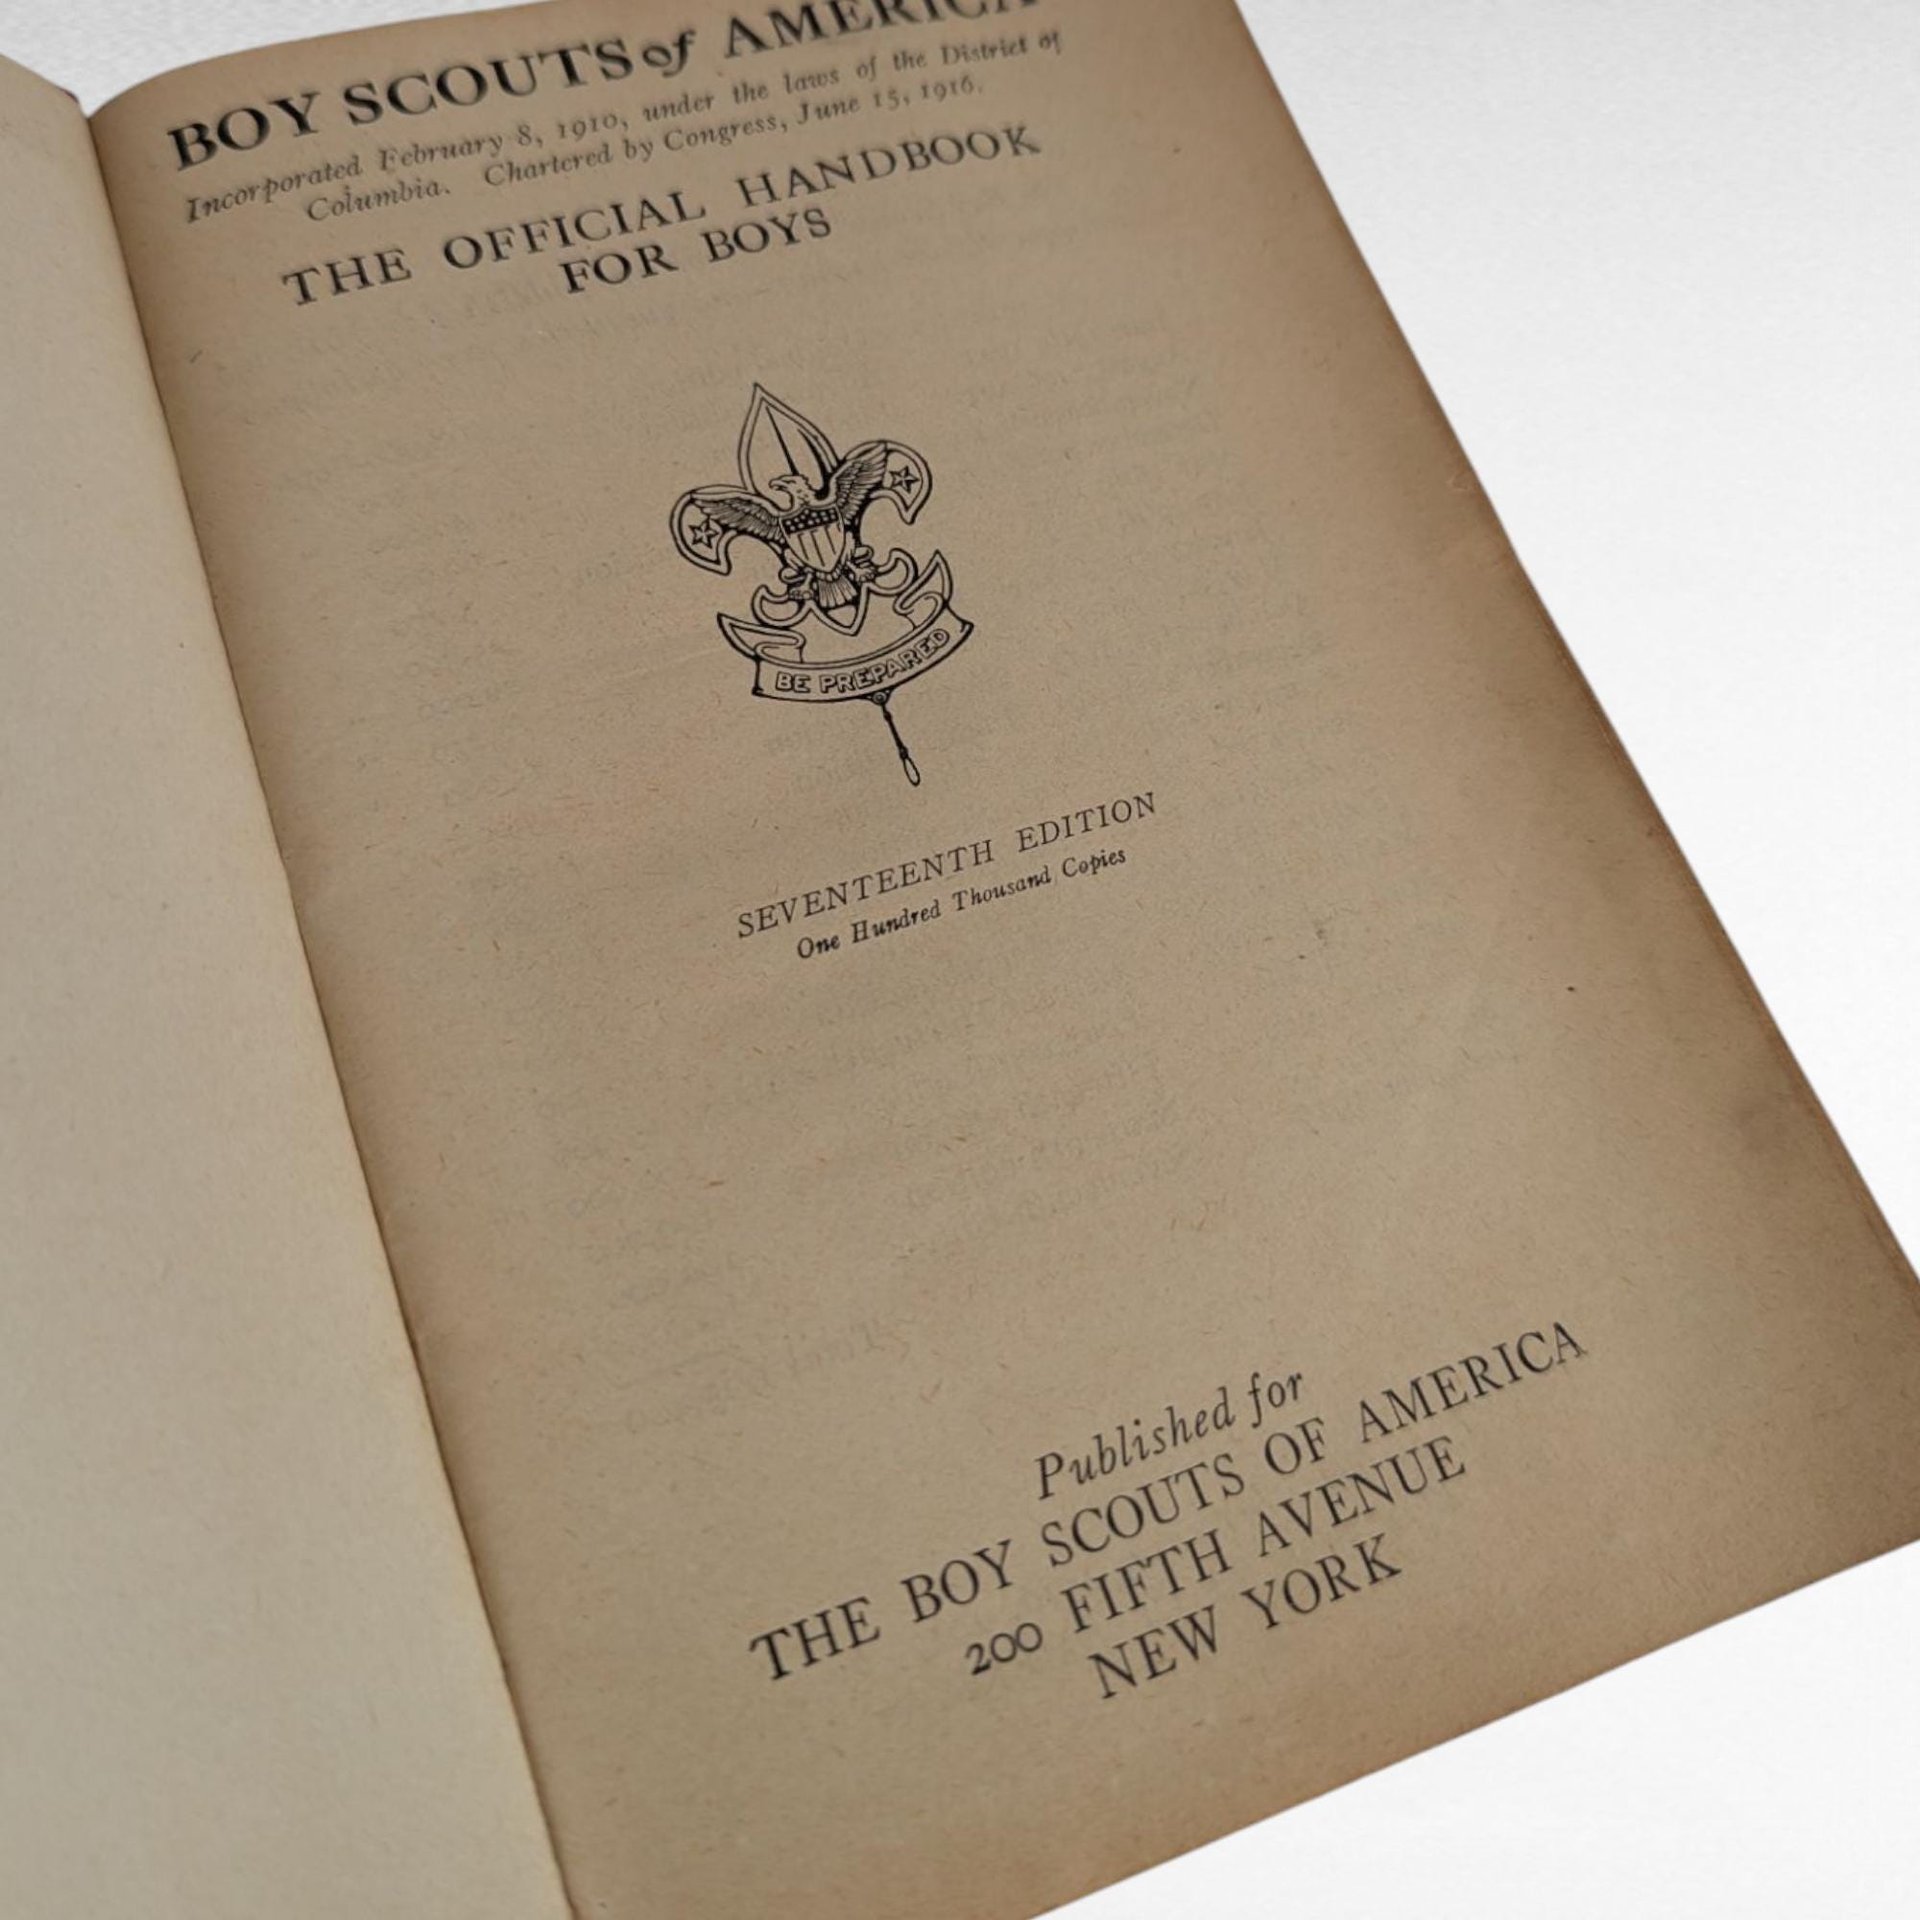 BOY SCOUTS of AMERICA
Incorporated February 8, 1910, under the laws of the District of
Columbia. Chartered by Congress, June 15, 1916.
THE OFFICIAL HANDBOOK
FOR BOYS
BE PREPARED
SEVENTEENTH EDITION
One Hundred Thousand Copies
Published for
THE BOY SCOUTS OF AMERICA
200 FIFTH AVENUE
NEW YORK